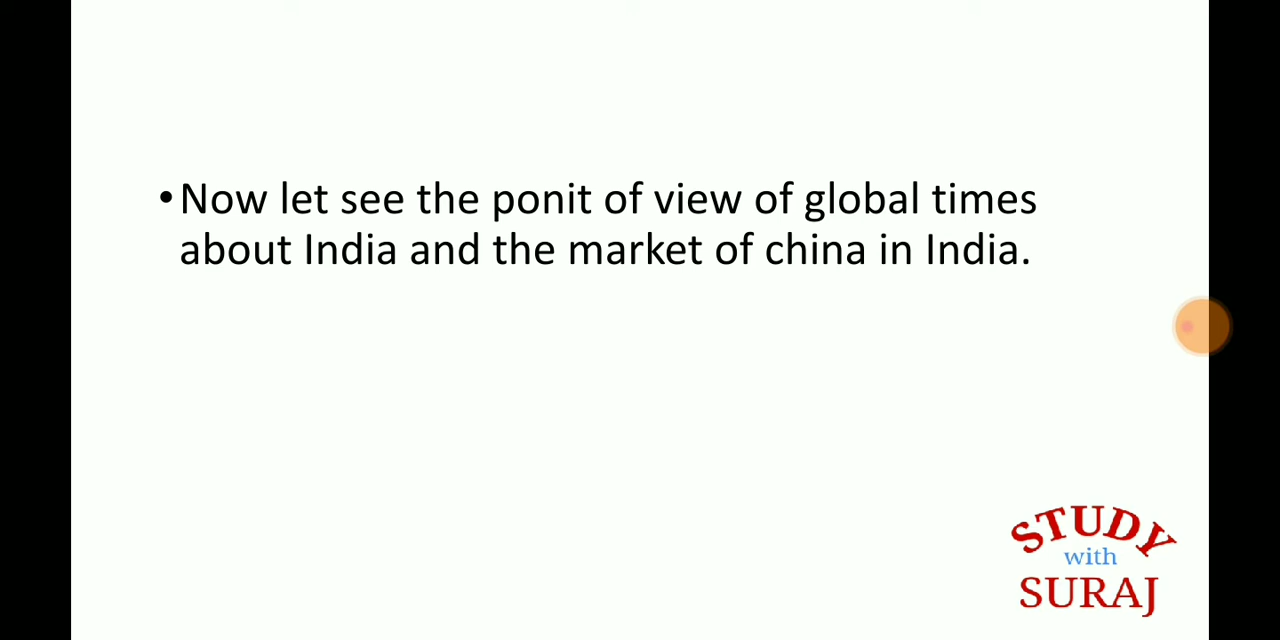 •Now let see the ponit of view of global times
about India and the market of china in India.
STUDY
with
SURAJ